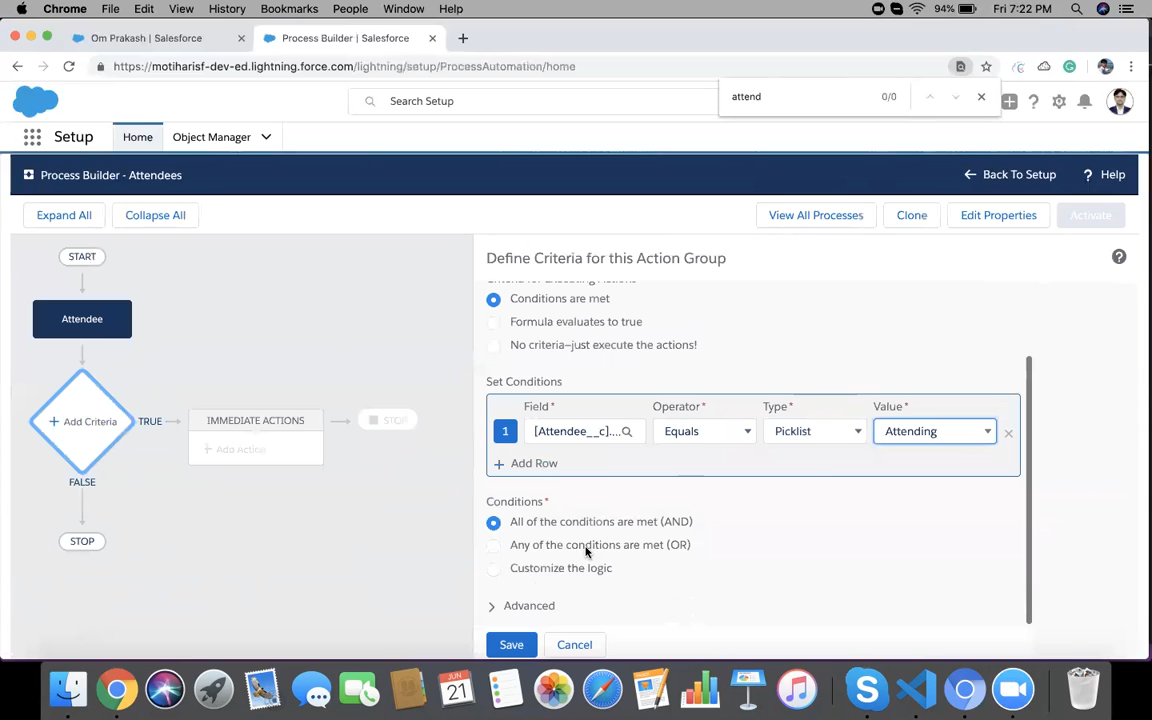 Chrome File Edit View History Bookmarks People Window Help 94% Fri 7:22 PM
Om Prakash | Salesforce Process Builder | Salesforce
https://motiharisf-dev-ed.lightning.force.com/lightning/setup/ProcessAutomation/home
attend 0/0
Search Setup
Setup Home Object Manager
Process Builder - Attendees Back To Setup ? Help
Expand All Collapse All View All Processes Clone Edit Properties Activate
START
Attendee
+ Add Criteria
TRUE
IMMEDIATE ACTIONS
+ Add Action
STOP
FALSE
STOP
Define Criteria for this Action Group
Criteria for Executing Actions
Conditions are met
Formula evaluates to true
No criteria—just execute the actions!
Set Conditions
Field* Operator* Type* Value*
1 [Attendee__c].... Equals Picklist Attending
+ Add Row
Conditions*
All of the conditions are met (AND)
Any of the conditions are met (OR)
Customize the logic
Advanced
Save Cancel
JUN
21